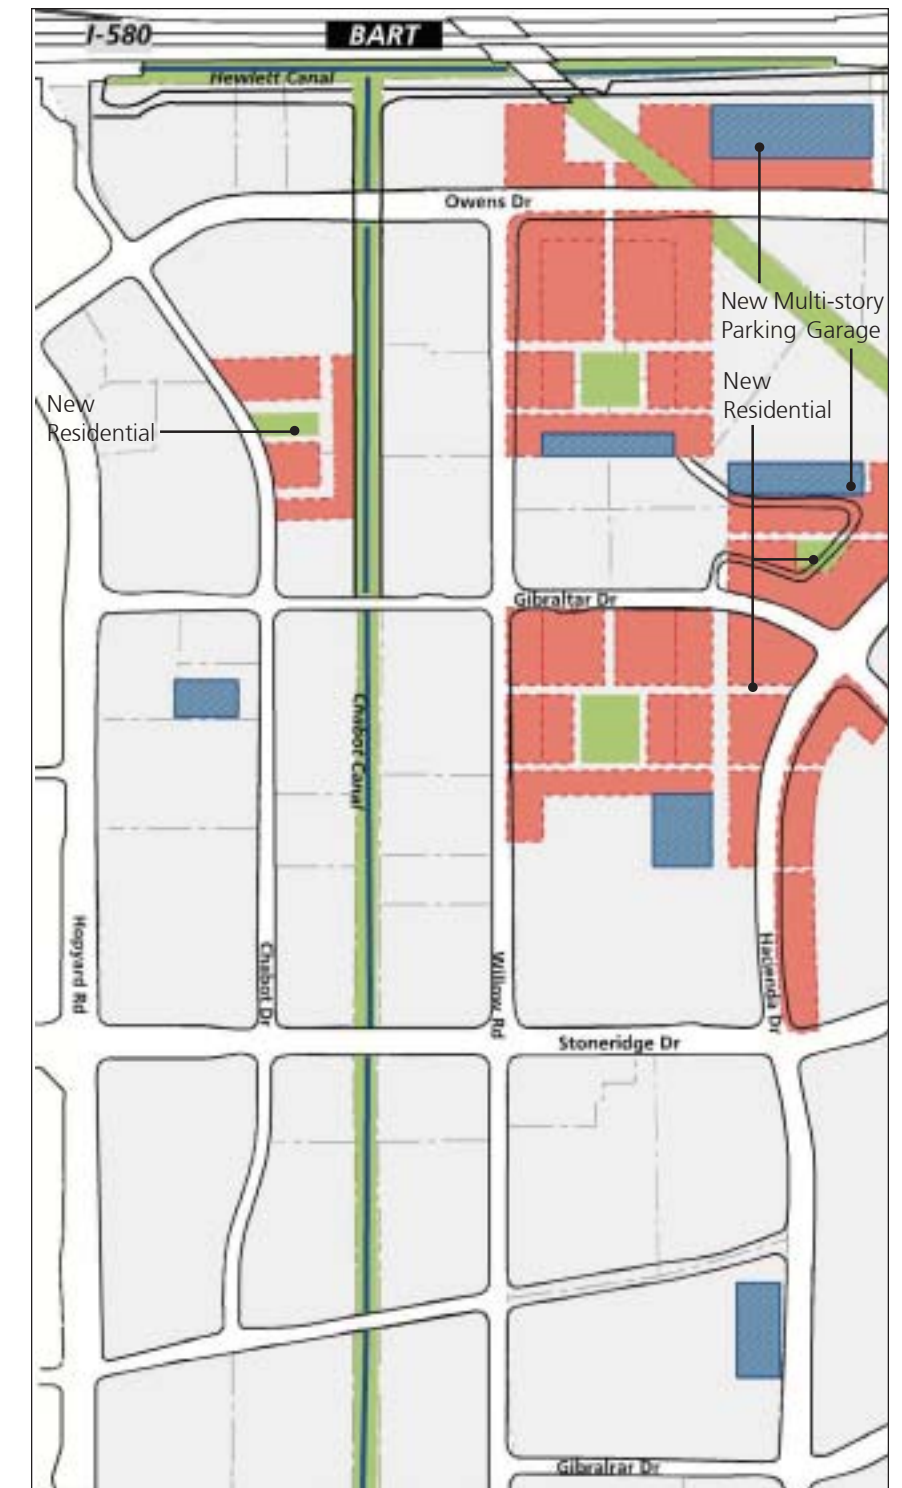 I-580
BART
Hewlett Canal
Owens Dr
New Multi-story
Parking Garage
New
Residential
New
Residential
Gibraltar Dr
Chabot Canal
Hopyard Rd
Chabot Dr
Willow Rd
Hacienda Dr
Stoneridge Dr
Gibralrar Dr